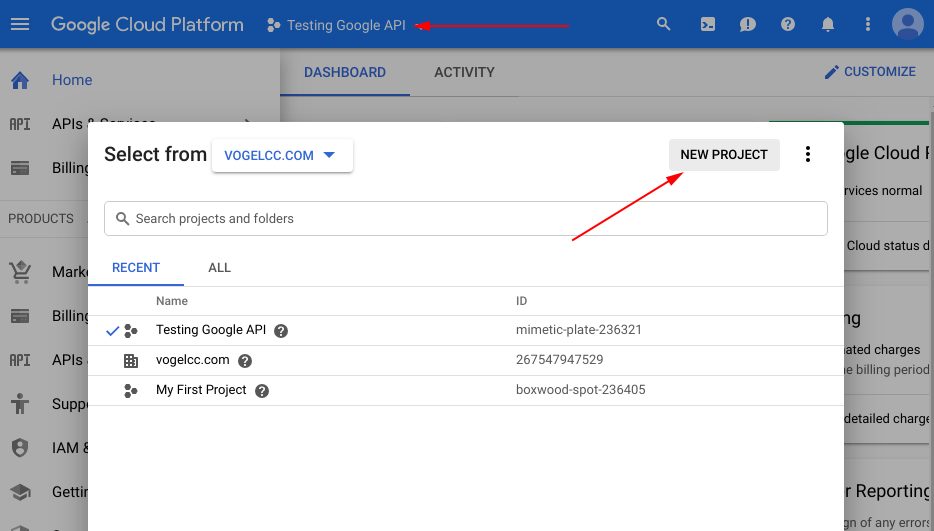 Google Cloud Platform
Testing Google API
Home
DASHBOARD
ACTIVITY
CUSTOMIZE
API
APIs & Services
Billing
PRODUCTS
Select from
VOGELCC.COM
NEW PROJECT
gle Cloud
rvices normal
Search projects and folders
Cloud status d
RECENT
ALL
Name
ID
Testing Google API
mimetic-plate-236321
vogelcc.com
267547947529
My First Project
boxwood-spot-236405
API
APIs
Supp
IAM &
Gettin
ng
ated charges
e billing period
detailed charge
r Reporting
gn of any errors